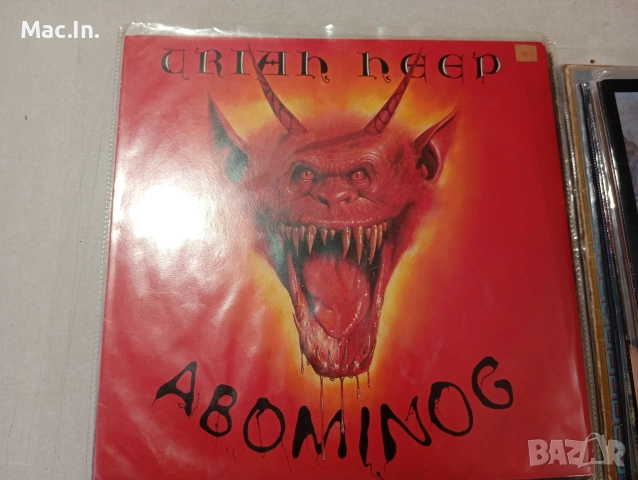 Mac.In.
URIAH HEEP
ABOMINOG
BAZAR